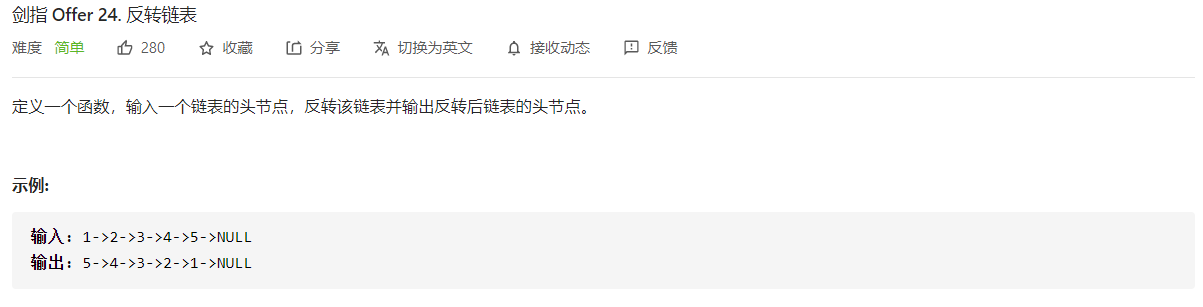 剑指 Offer 24. 反转链表
难度 简单 280 收藏 分享 切换为英文 接收动态 反馈
定义一个函数，输入一个链表的头节点，反转该链表并输出反转后链表的头节点。
示例:
输入: 1->2->3->4->5->NULL
输出: 5->4->3->2->1->NULL